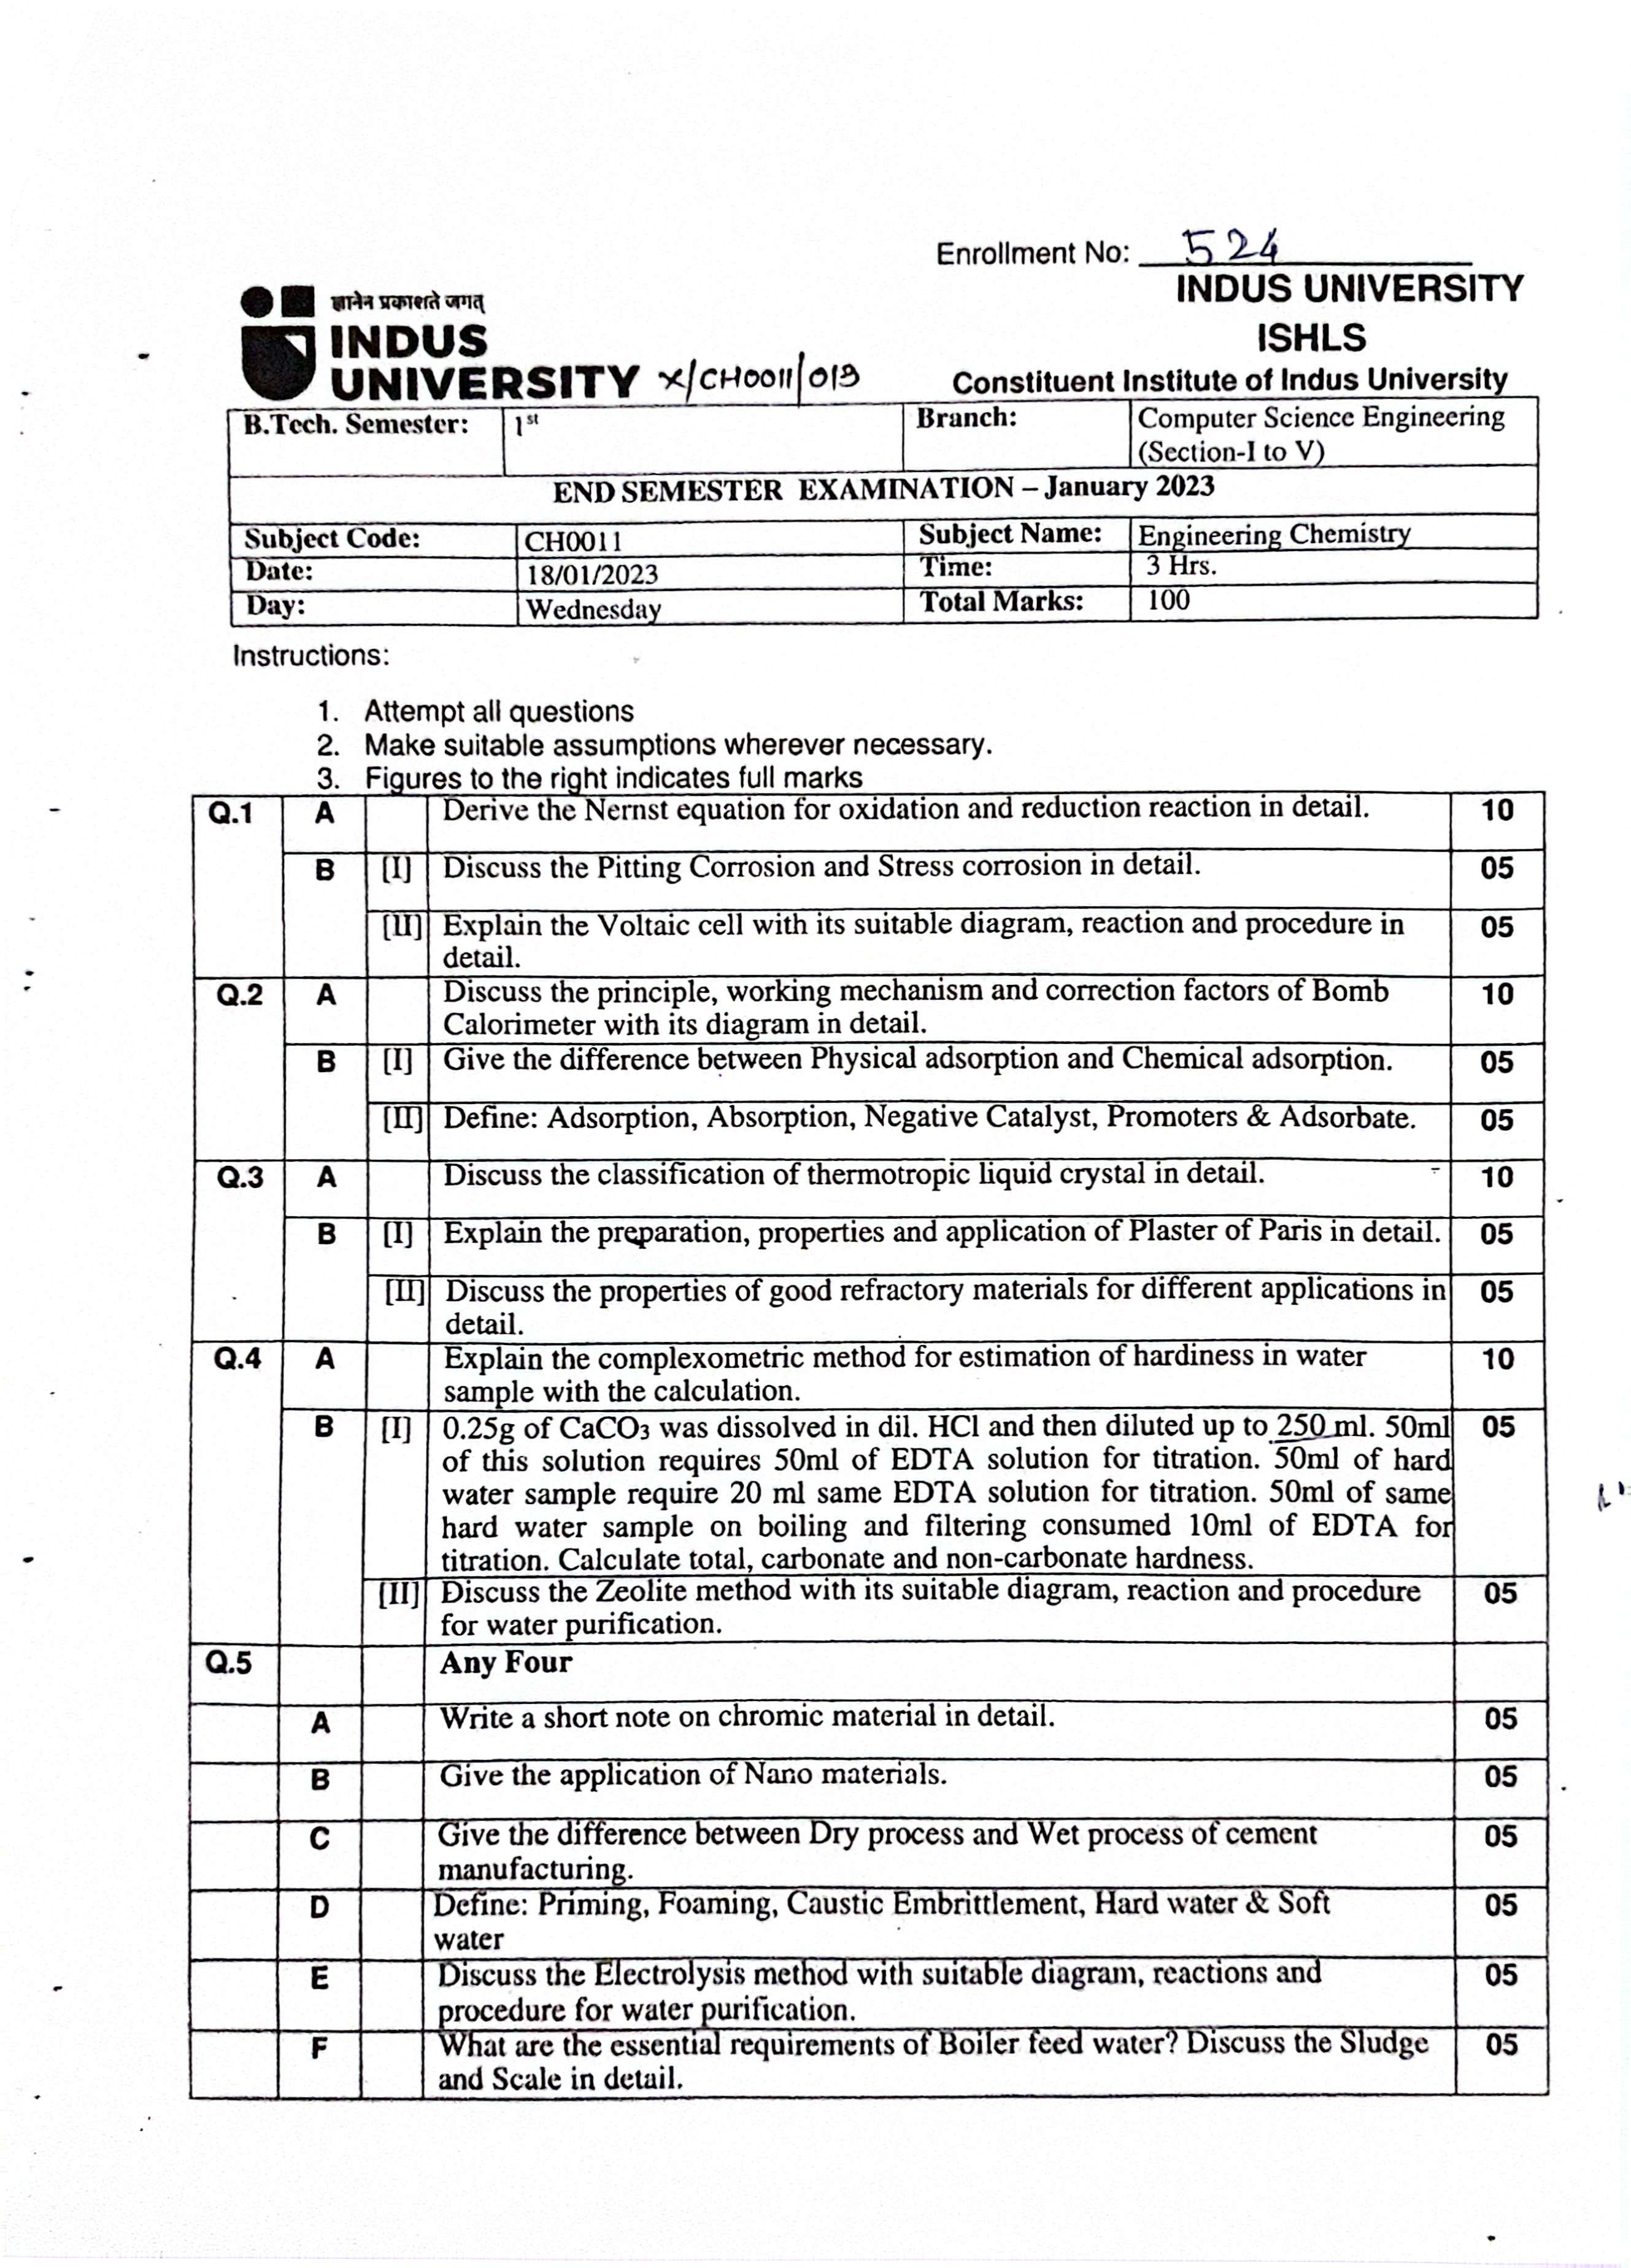 Enrollment No: 524
INDUS UNIVERSITY
ISHLS
Constituent Institute of Indus University
ज्ञानेन प्रकाशते जगत्
INDUS
UNIVERSITY X/CH0011/019
B.Tech. Semester: 1st Branch: Computer Science Engineering
(Section-I to V)
END SEMESTER EXAMINATION – January 2023
Subject Code: CH0011 Subject Name: Engineering Chemistry
Date: 18/01/2023 Time: 3 Hrs.
Day: Wednesday Total Marks: 100
Instructions:
1. Attempt all questions
2. Make suitable assumptions wherever necessary.
3. Figures to the right indicates full marks
Q.1 A Derive the Nernst equation for oxidation and reduction reaction in detail. 10
B [I] Discuss the Pitting Corrosion and Stress corrosion in detail. 05
[II] Explain the Voltaic cell with its suitable diagram, reaction and procedure in 05
detail.
Q.2 A Discuss the principle, working mechanism and correction factors of Bomb 10
Calorimeter with its diagram in detail.
B [I] Give the difference between Physical adsorption and Chemical adsorption. 05
[II] Define: Adsorption, Absorption, Negative Catalyst, Promoters & Adsorbate. 05
Q.3 A Discuss the classification of thermotropic liquid crystal in detail. 10
B [I] Explain the preparation, properties and application of Plaster of Paris in detail. 05
[II] Discuss the properties of good refractory materials for different applications in 05
detail.
Q.4 A Explain the complexometric method for estimation of hardiness in water 10
sample with the calculation.
B [I] 0.25g of CaCO3 was dissolved in dil. HCl and then diluted up to 250 ml. 50ml 05
of this solution requires 50ml of EDTA solution for titration. 50ml of hard
water sample require 20 ml same EDTA solution for titration. 50ml of same
hard water sample on boiling and filtering consumed 10ml of EDTA for
titration. Calculate total, carbonate and non-carbonate hardness.
[II] Discuss the Zeolite method with its suitable diagram, reaction and procedure 05
for water purification.
Q.5 Any Four
A Write a short note on chromic material in detail. 05
B Give the application of Nano materials. 05
C Give the difference between Dry process and Wet process of cement 05
manufacturing.
D Define: Priming, Foaming, Caustic Embrittlement, Hard water & Soft 05
water
E Discuss the Electrolysis method with suitable diagram, reactions and 05
procedure for water purification.
F What are the essential requirements of Boiler feed water? Discuss the Sludge 05
and Scale in detail.